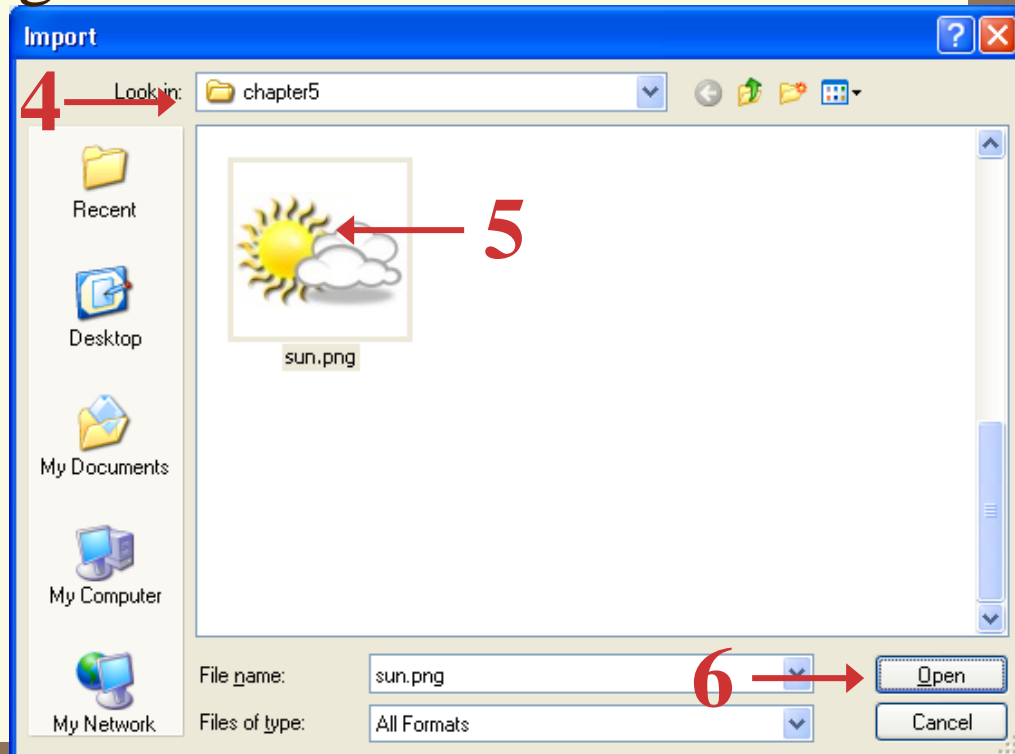 Import
4
Look in:
chapter5
Recent
5
Desktop
sun.png
My Documents
My Computer
My Network
File name:
sun.png
6
Open
Files of type:
All Formats
Cancel